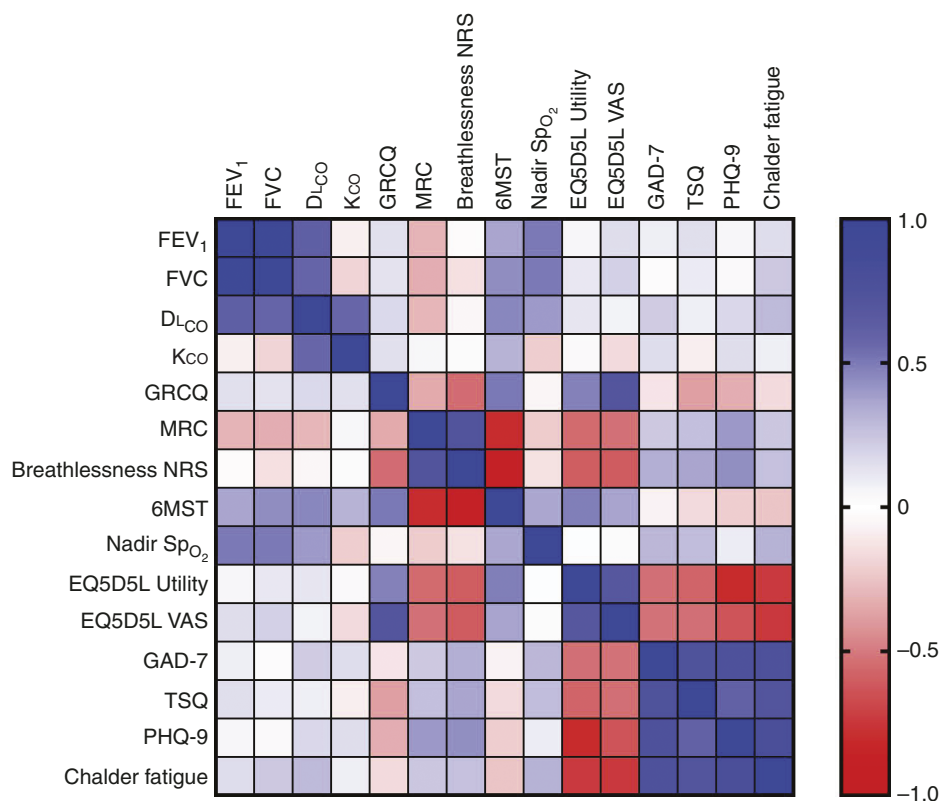 FEV1
FVC
DLCO
KCO
GRCQ
MRC
Breathlessness NRS
6MST
Nadir SpO2
EQ5D5L Utility
EQ5D5L VAS
GAD-7
TSQ
PHQ-9
Chalder fatigue
FEV1
FVC
DLCO
KCO
GRCQ
MRC
Breathlessness NRS
6MST
Nadir SpO2
EQ5D5L Utility
EQ5D5L VAS
GAD-7
TSQ
PHQ-9
Chalder fatigue
1.0
0.5
0
–0.5
–1.0